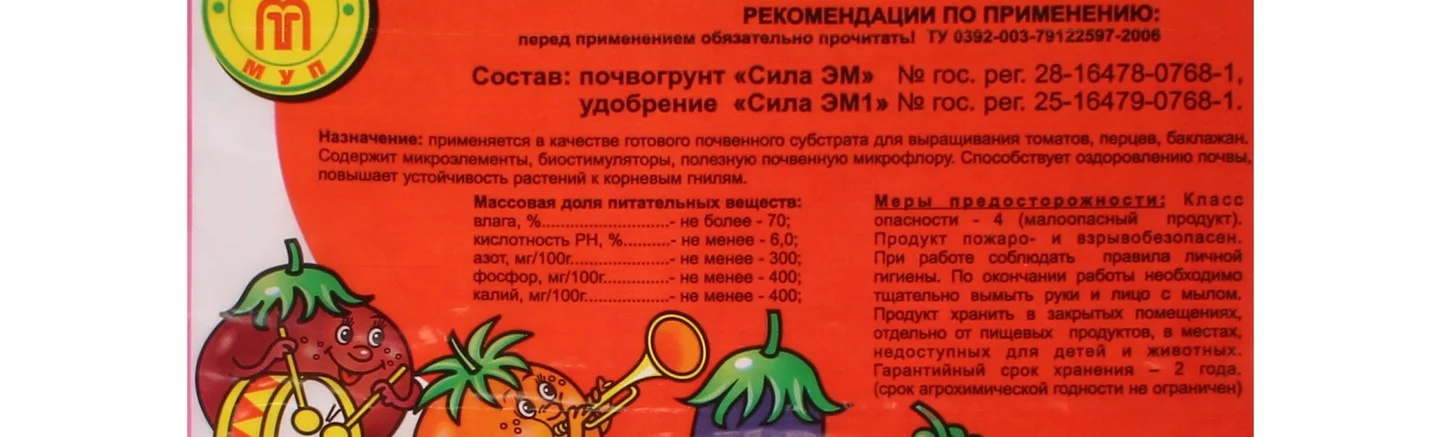 МУП
РЕКОМЕНДАЦИИ ПО ПРИМЕНЕНИЮ:
перед применением обязательно прочитать! ТУ 0392-003-79122597-2006
Состав: почвогрунт «Сила ЭМ» № гос. рег. 28-16478-0768-1,
удобрение «Сила ЭМ1» № гос. рег. 25-16479-0768-1.
Назначение: применяется в качестве готового почвенного субстрата для выращивания томатов, перцев, баклажан.
Содержит микроэлементы, биостимуляторы, полезную почвенную микрофлору. Способствует оздоровлению почвы,
повышает устойчивость растений к корневым гнилям.
Массовая доля питательных веществ:
влага, %............................- не более - 70;
кислотность РН, %..........- не менее - 6,0;
азот, мг/100г.....................- не менее - 300;
фосфор, мг/100г..............- не менее - 400;
калий, мг/100г..................- не менее - 400;
Меры предосторожности: Класс
опасности - 4 (малоопасный продукт).
Продукт пожаро- и взрывобезопасен.
При работе соблюдать правила личной
гигиены. По окончании работы необходимо
тщательно вымыть руки и лицо с мылом.
Продукт хранить в закрытых помещениях,
отдельно от пищевых продуктов, в местах,
недоступных для детей и животных.
Гарантийный срок хранения - 2 года.
(срок агрохимической годности не ограничен)